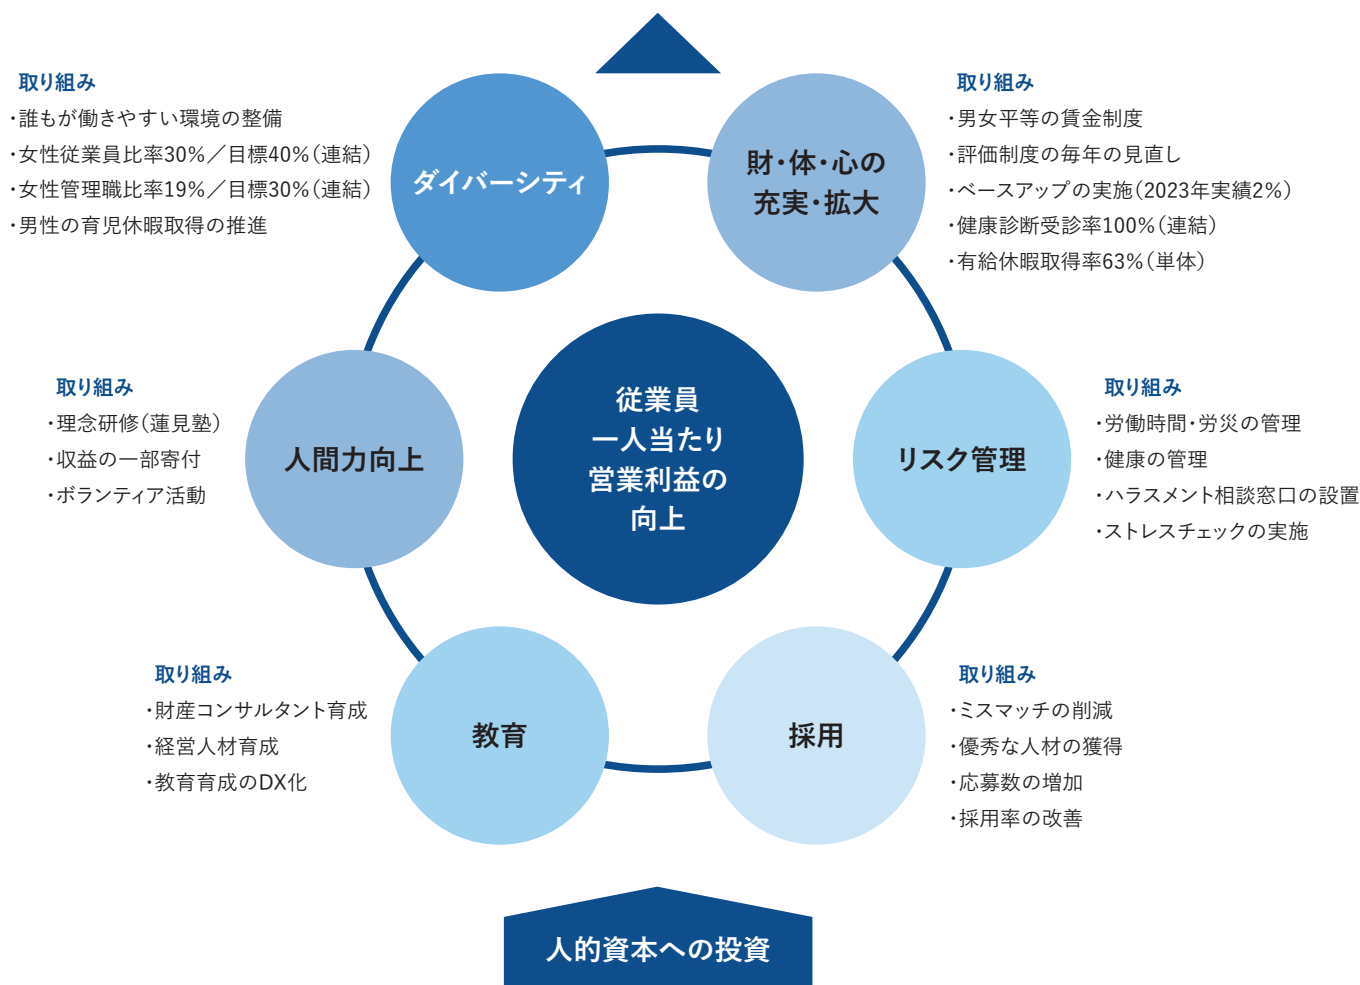 取り組み
・誰もが働きやすい環境の整備
・女性従業員比率30%／目標40%（連結）
・女性管理職比率19%／目標30%（連結）
・男性の育児休暇取得の推進
ダイバーシティ
財・体・心の
充実・拡大
取り組み
・男女平等の賃金制度
・評価制度の毎年の見直し
・ベースアップの実施（2023年実績2%）
・健康診断受診率100%（連結）
・有給休暇取得率63%（単体）
取り組み
・理念研修（蓮見塾）
・収益の一部寄付
・ボランティア活動
人間力向上
従業員
一人当たり
営業利益の
向上
リスク管理
取り組み
・労働時間・労災の管理
・健康の管理
・ハラスメント相談窓口の設置
・ストレスチェックの実施
取り組み
・財産コンサルタント育成
・経営人材育成
・教育育成のDX化
教育
採用
取り組み
・ミスマッチの削減
・優秀な人材の獲得
・応募数の増加
・採用率の改善
人的資本への投資